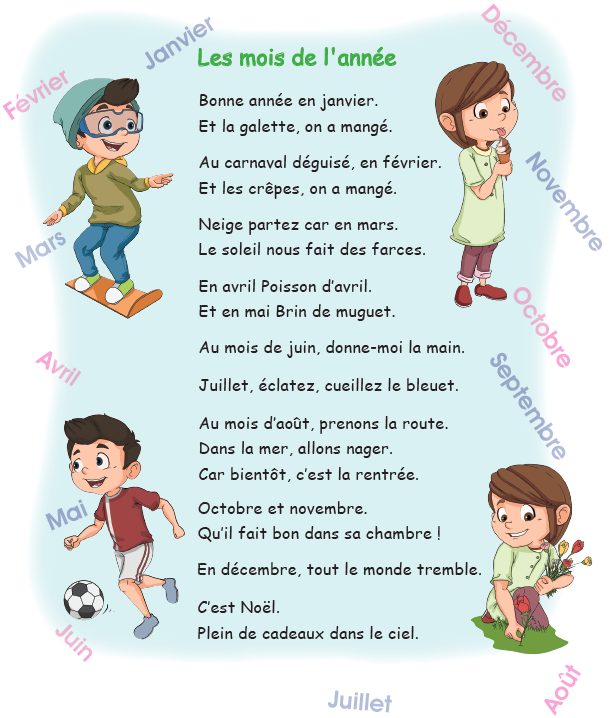 Janvier
Décembre
Février
Les mois de l'année
Bonne année en janvier.
Et la galette, on a mangé.
Au carnaval déguisé, en février.
Et les crêpes, on a mangé.
Novembre
Neige partez car en mars.
Le soleil nous fait des farces.
Mars
En avril Poisson d'avril.
Et en mai Brin de muguet.
Octobre
Au mois de juin, donne-moi la main.
Avril
Juillet, éclatez, cueillez le bleuet.
Septembre
Au mois d'août, prenons la route.
Dans la mer, allons nager.
Car bientôt, c'est la rentrée.
Mai
Octobre et novembre.
Qu'il fait bon dans sa chambre !
En décembre, tout le monde tremble.
C'est Noël.
Plein de cadeaux dans le ciel.
Juin
Août
Juillet